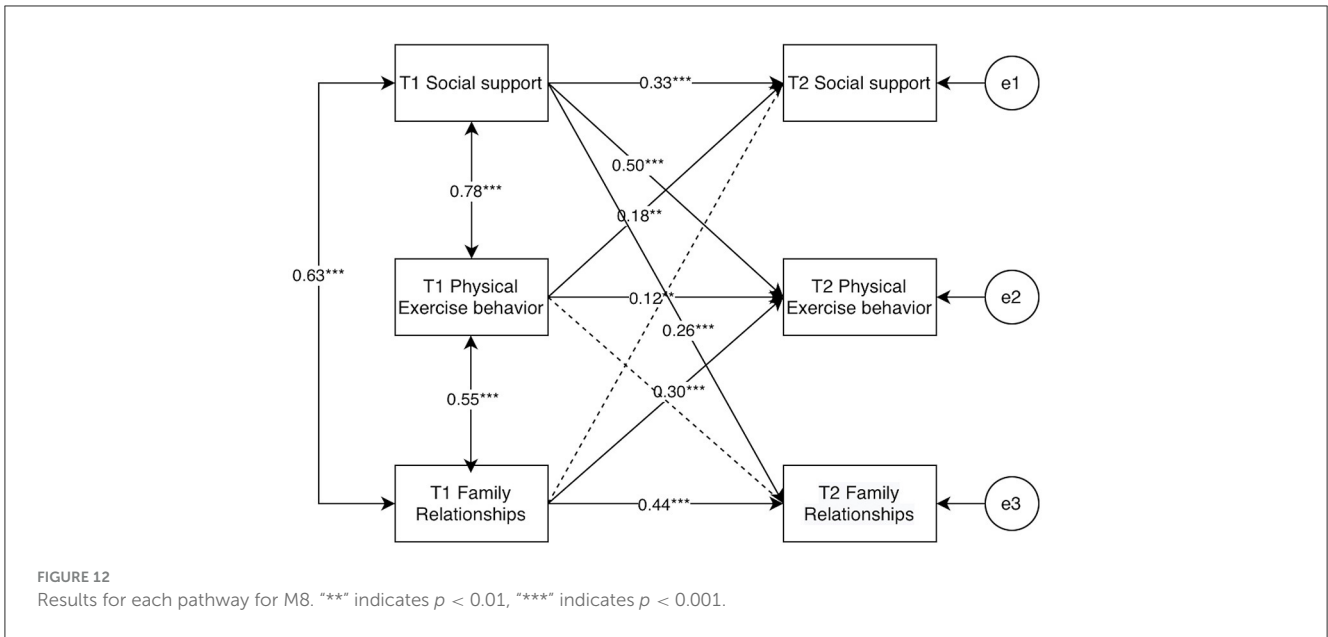 T1 Social support
0.33***
T2 Social support
e1
0.50***
0.78***
0.18**
0.63***
T1 Physical
Exercise behavior
0.12**
T2 Physical
Exercise behavior
e2
0.26***
0.55***
0.30***
T1 Family
Relationships
0.44***
T2 Family
Relationships
e3
FIGURE 12
Results for each pathway for M8. “**” indicates p < 0.01, “***” indicates p < 0.001.